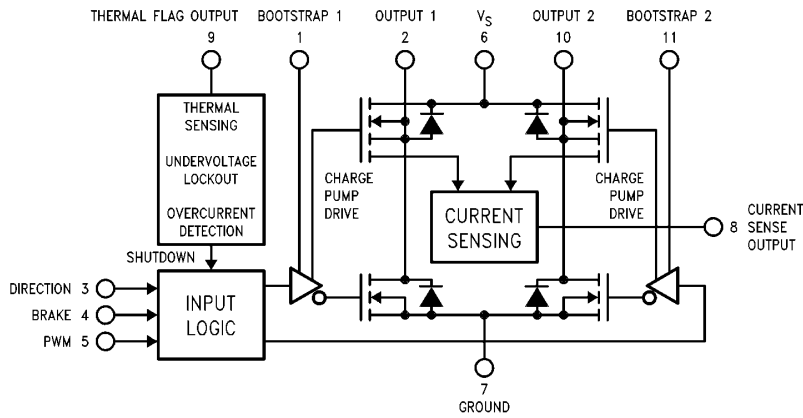 THERMAL FLAG OUTPUT
9
BOOTSTRAP 1
1
OUTPUT 1
2
VS
6
OUTPUT 2
10
BOOTSTRAP 2
11
THERMAL
SENSING
UNDERVOLTAGE
LOCKOUT
OVERCURRENT
DETECTION
SHUTDOWN
CHARGE
PUMP
DRIVE
CURRENT
SENSING
CHARGE
PUMP
DRIVE
8 CURRENT
SENSE
OUTPUT
DIRECTION 3
BRAKE 4
PWM 5
INPUT
LOGIC
7
GROUND